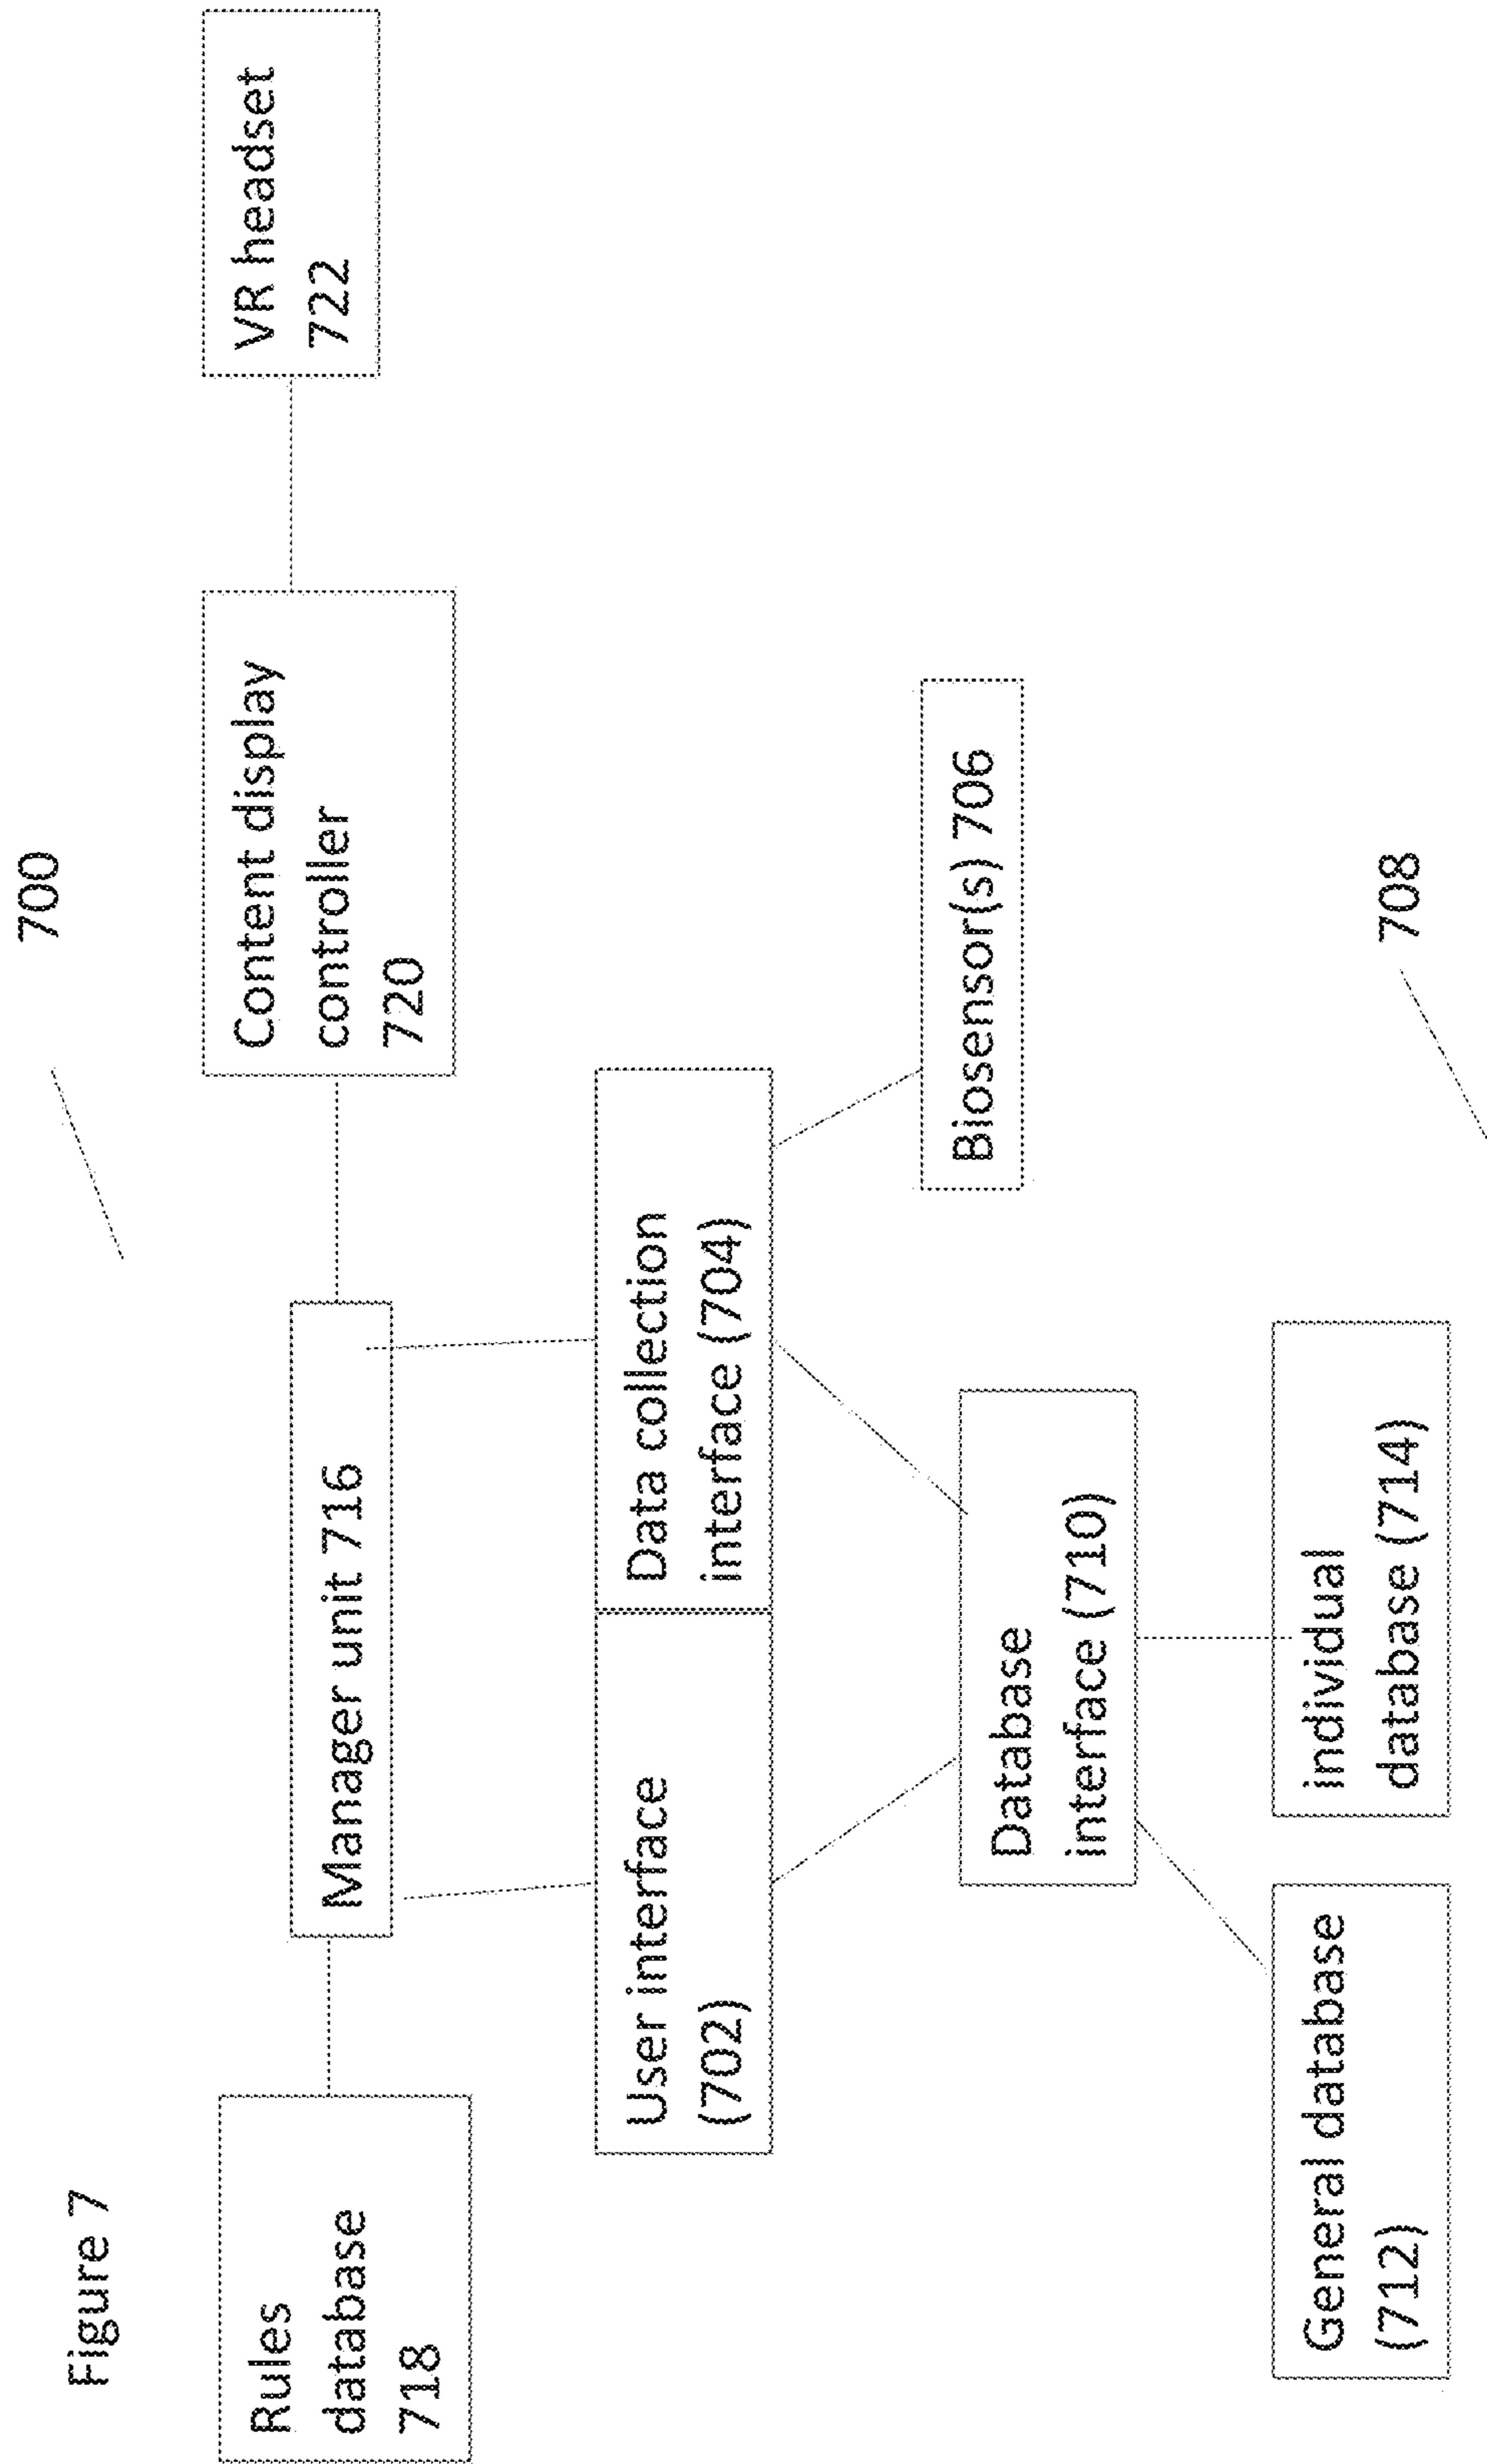 Figure 7
700
Rules
database
718
Manager unit 716
Content display
controller
720
VR headset
722
User interface
(702)
Data collection
interface (704)
Biosensor(s) 706
Database
interface (710)
General database
(712)
individual
database (714)
708